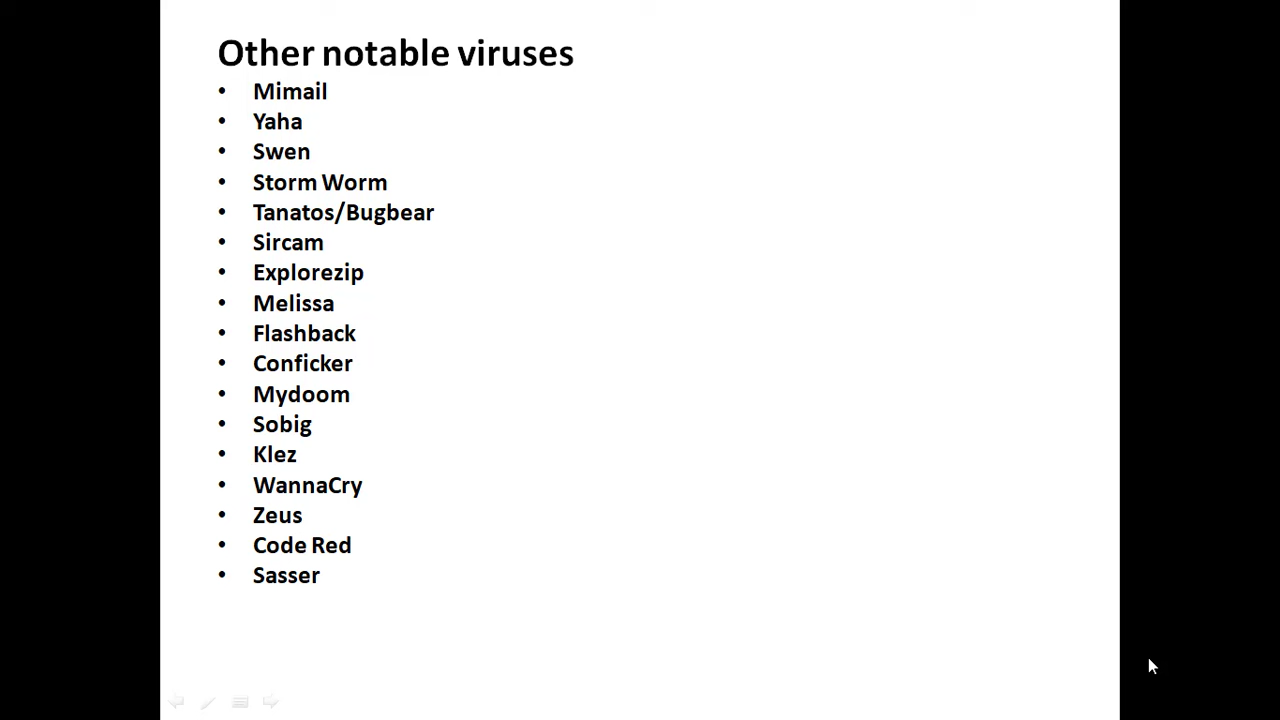 Other notable viruses
• Mimail
• Yaha
• Swen
• Storm Worm
• Tanatos/Bugbear
• Sircam
• Explorezip
• Melissa
• Flashback
• Conficker
• Mydoom
• Sobig
• Klez
• WannaCry
• Zeus
• Code Red
• Sasser